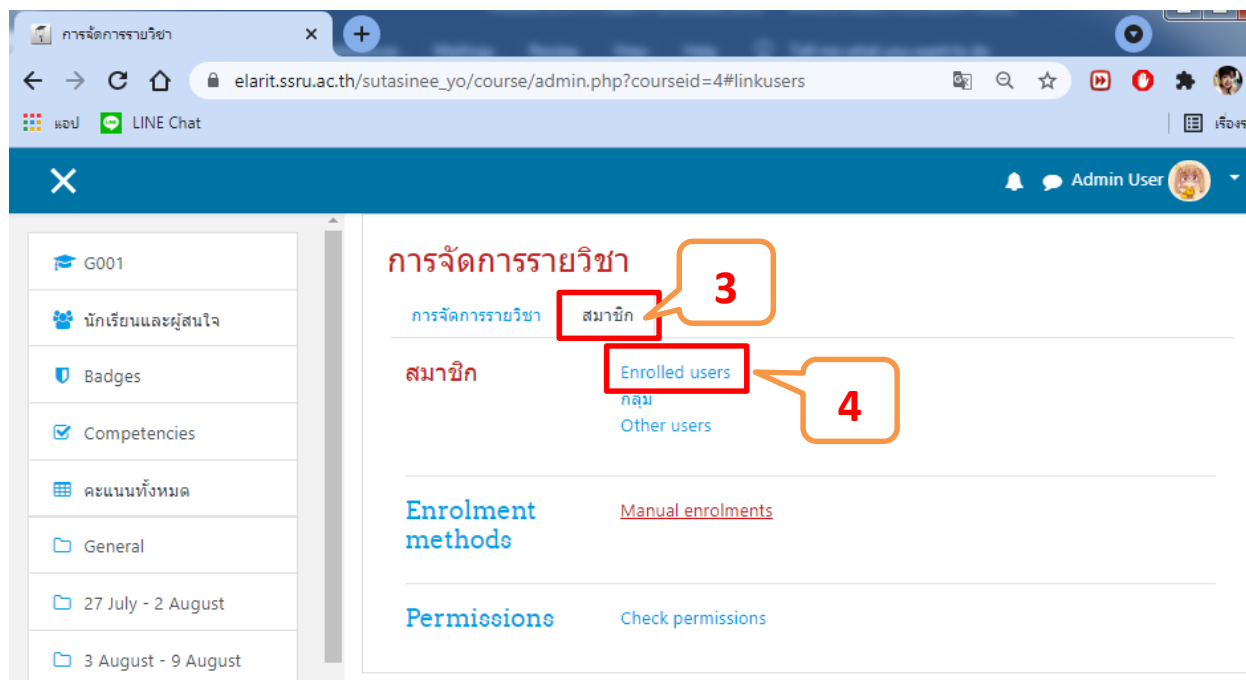 การจัดการรายวิชา
elarit.ssru.ac.th/sutasinee_yo/course/admin.php?courseid=4#linkusers
แอป LINE Chat
Admin User
G001
นักเรียนและผู้สนใจ
Badges
Competencies
คะแนนทั้งหมด
General
27 July - 2 August
3 August - 9 August
การจัดการรายวิชา
3
การจัดการรายวิชา สมาชิก
สมาชิก Enrolled users
กลุ่ม
Other users
4
Enrolment Manual enrolments
methods
Permissions Check permissions